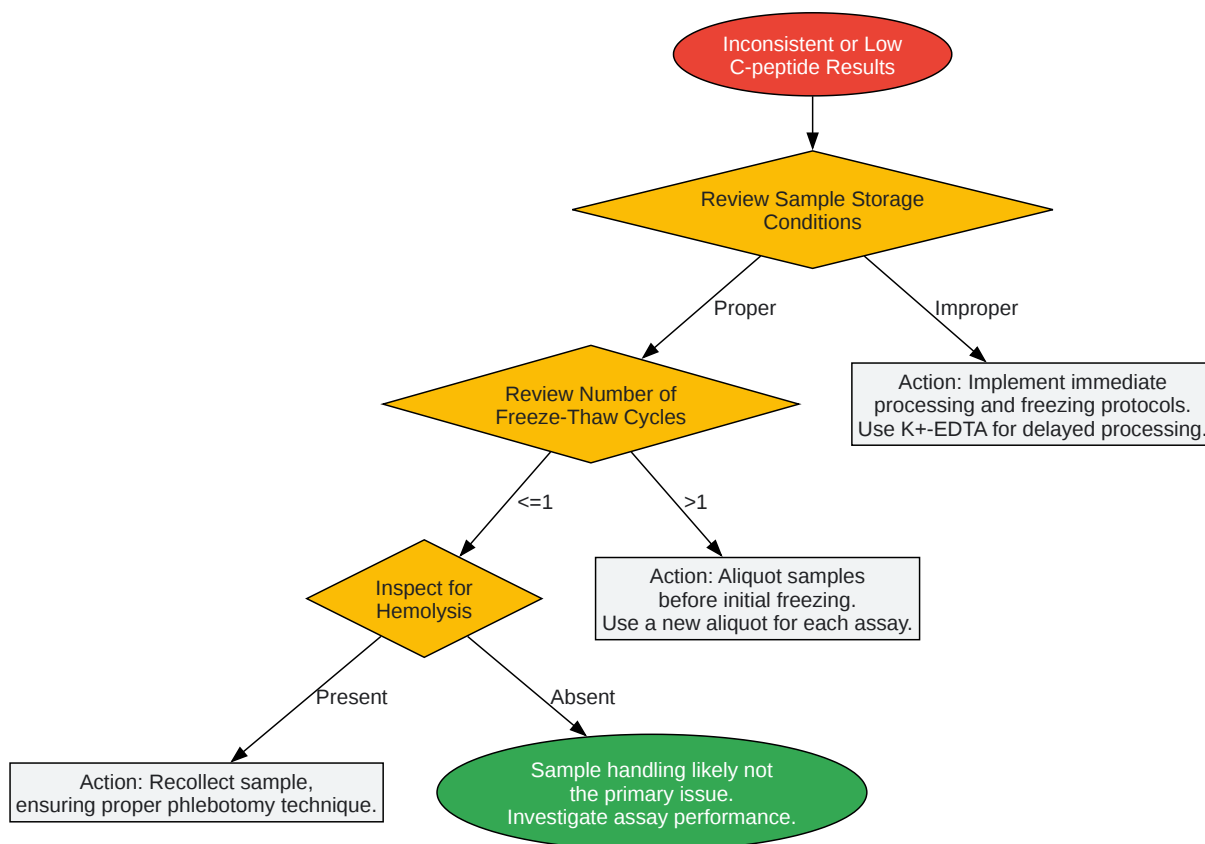 Inconsistent or Low
C-peptide Results
Review Sample Storage
Conditions
Proper
Improper
Review Number of
Freeze-Thaw Cycles
Action: Implement immediate
processing and freezing protocols.
Use K+-EDTA for delayed processing.
<=1
>1
Inspect for
Hemolysis
Action: Aliquot samples
before initial freezing.
Use a new aliquot for each assay.
Present
Absent
Action: Recollect sample,
ensuring proper phlebotomy technique.
Sample handling likely not
the primary issue.
Investigate assay performance.